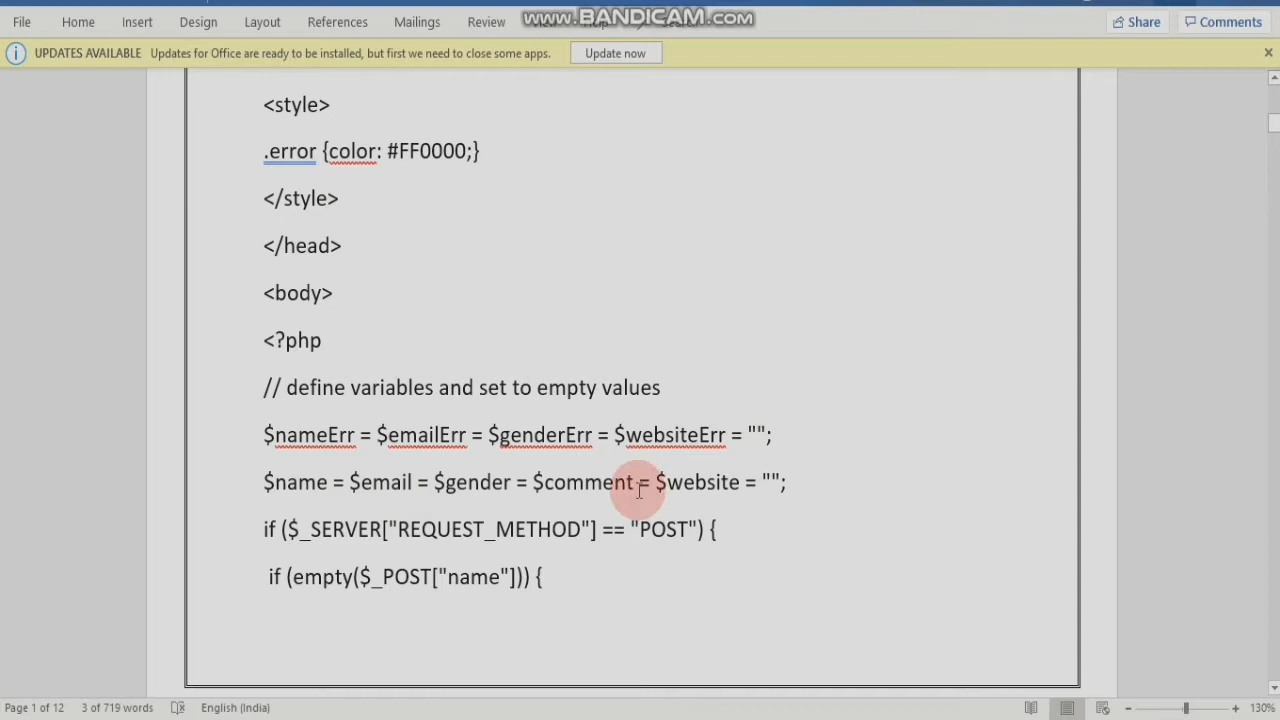 File Home Insert Design Layout References Mailings Review Help
www.BANDICAM.com
Share Comments
UPDATES AVAILABLE Updates for Office are ready to be installed, but first we need to close some apps. Update now
<style>
.error {color: #FF0000;}
</style>
</head>
<body>
<?php
// define variables and set to empty values
$nameErr = $emailErr = $genderErr = $websiteErr = "";
$name = $email = $gender = $comment = $website = "";
if ($_SERVER["REQUEST_METHOD"] == "POST") {
if (empty($_POST["name"])) {
Page 1 of 12 3 of 719 words English (India) 130%